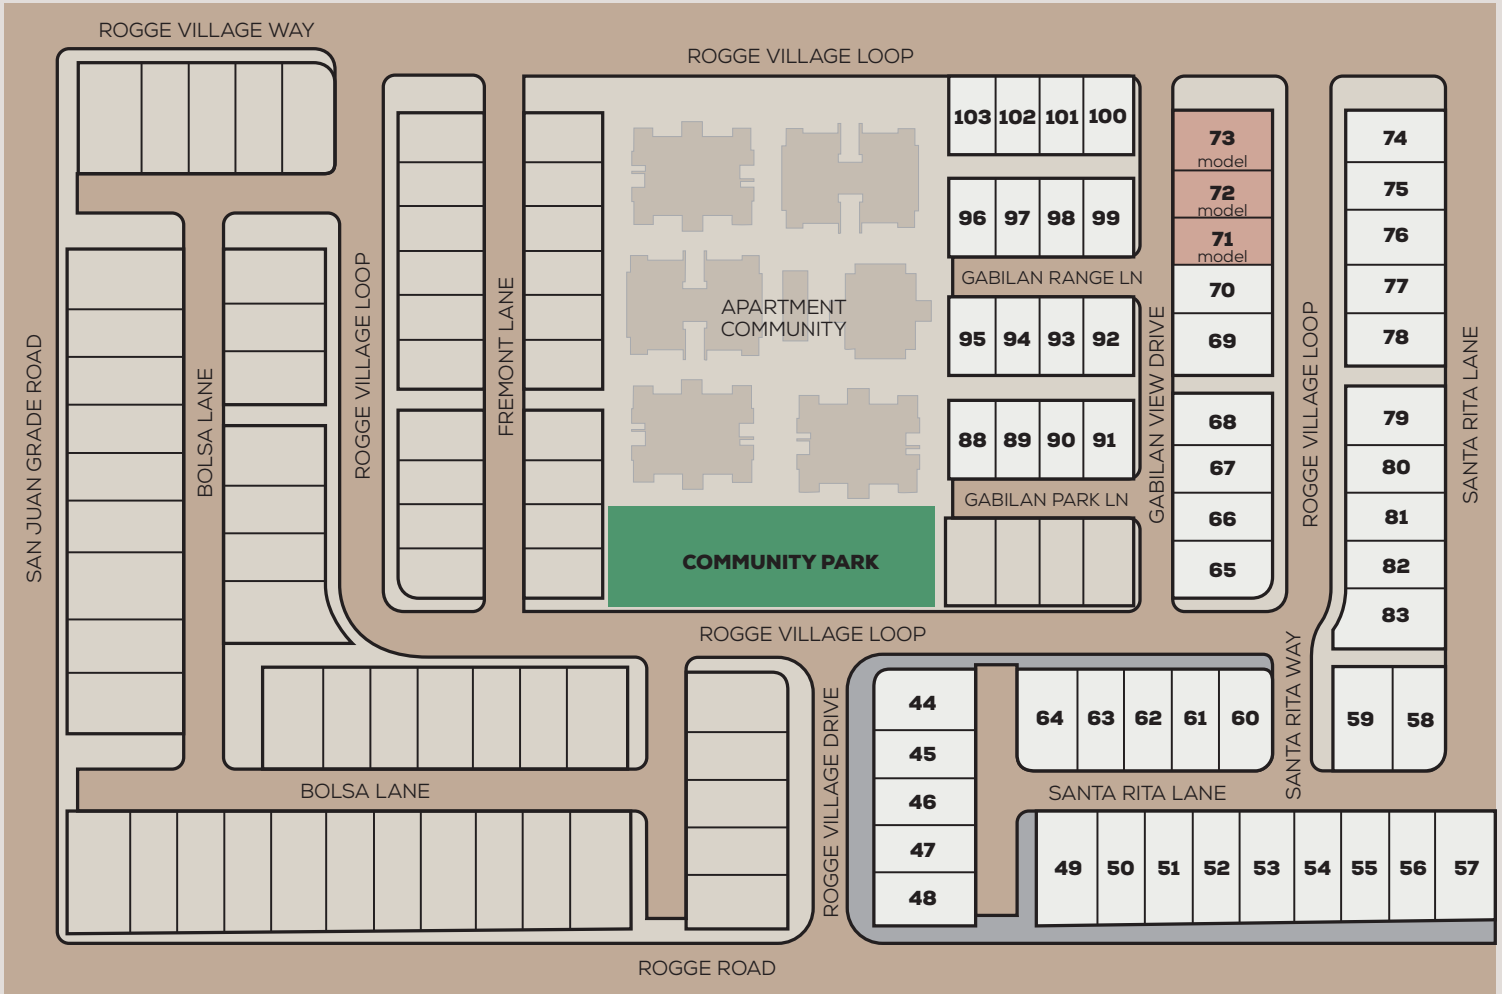 ROGGE VILLAGE WAY
ROGGE VILLAGE LOOP
103 102 101 100
96 97 98 99
GABILAN RANGE LN
95 94 93 92
88 89 90 91
GABILAN PARK LN
APARTMENT
COMMUNITY
COMMUNITY PARK
SAN JUAN GRADE ROAD
BOLSA LANE
ROGGE VILLAGE LOOP
FREMONT LANE
GABILAN VIEW DRIVE
73
model
72
model
71
model
70
69
68
67
66
65
ROGGE VILLAGE LOOP
74
75
76
77
78
79
80
81
82
83
59 58
SANTA RITA LANE
ROGGE VILLAGE LOOP
SANTA RITA WAY
ROGGE VILLAGE DRIVE
44
45
46
47
48
64 63 62 61 60
BOLSA LANE
SANTA RITA LANE
49 50 51 52 53 54 55 56 57
ROGGE ROAD